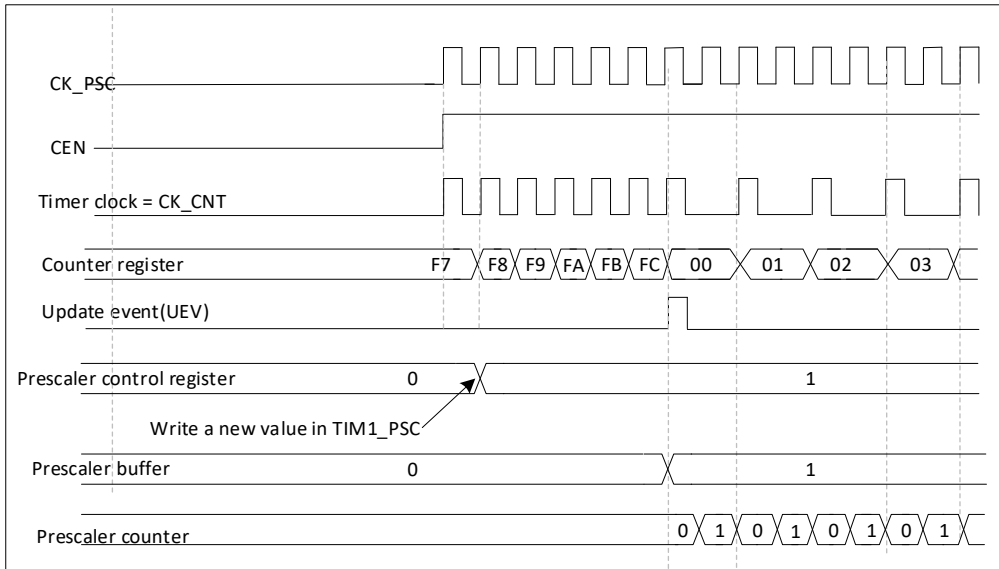 CK_PSC
CEN
Timer clock = CK_CNT
Counter register F7 F8 F9 FA FB FC 00 01 02 03
Update event(UEV)
Prescaler control register 0 1
Write a new value in TIM1_PSC
Prescaler buffer 0 1
Prescaler counter 0 1 0 1 0 1 0 1